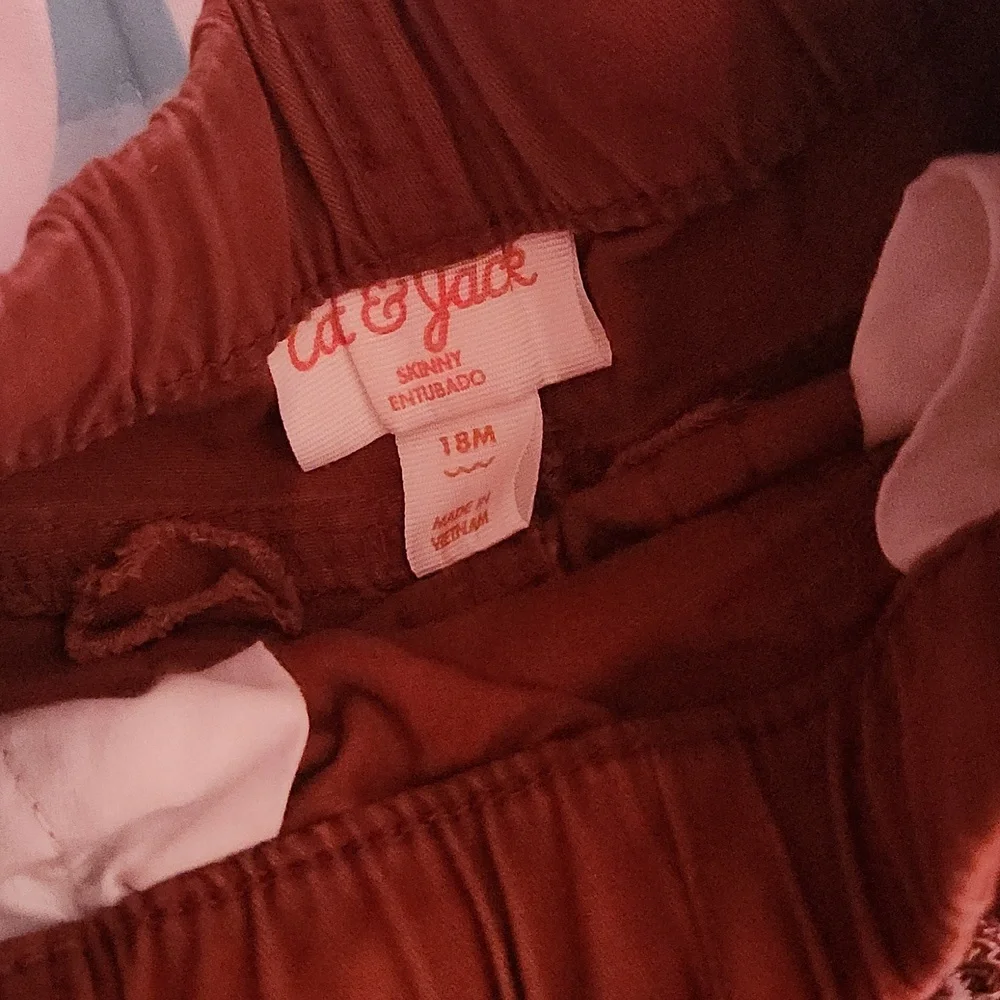 Cat & Jack
SKINNY
ENTUBADO
18M
MADE IN
VIETNAM